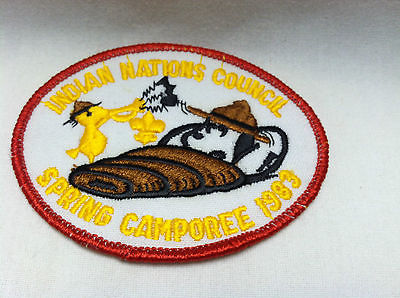 INDIAN NATIONS COUNCIL
SPRING CAMPOREE 1983